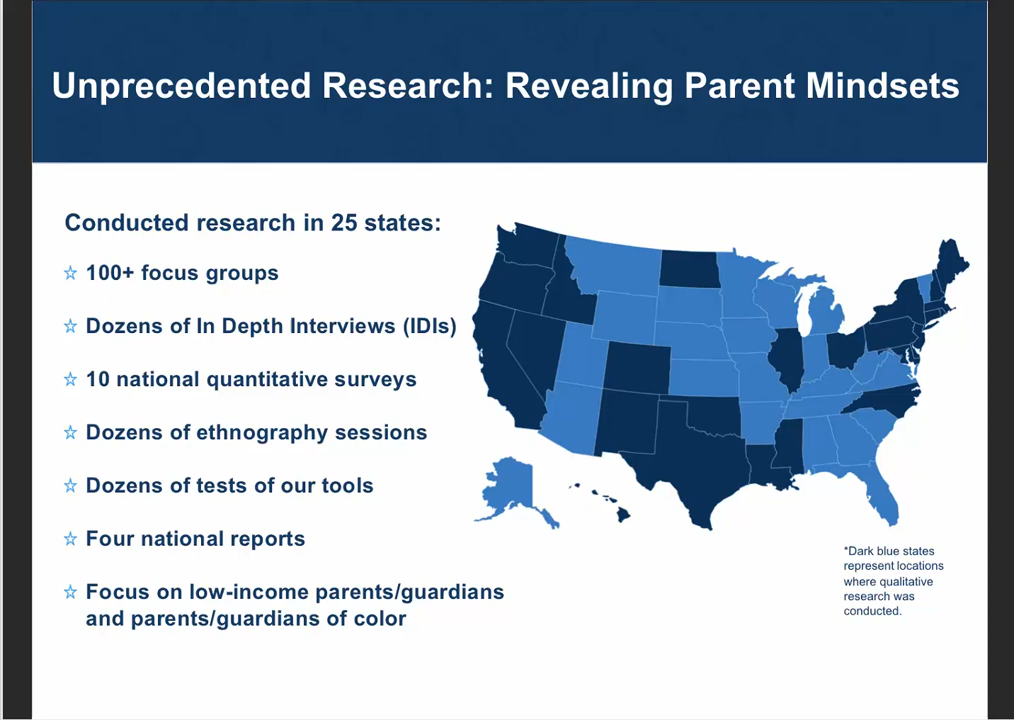 Unprecedented Research: Revealing Parent Mindsets
Conducted research in 25 states:
100+ focus groups
Dozens of In Depth Interviews (IDIs)
10 national quantitative surveys
Dozens of ethnography sessions
Dozens of tests of our tools
Four national reports
Focus on low-income parents/guardians
and parents/guardians of color
*Dark blue states
represent locations
where qualitative
research was
conducted.